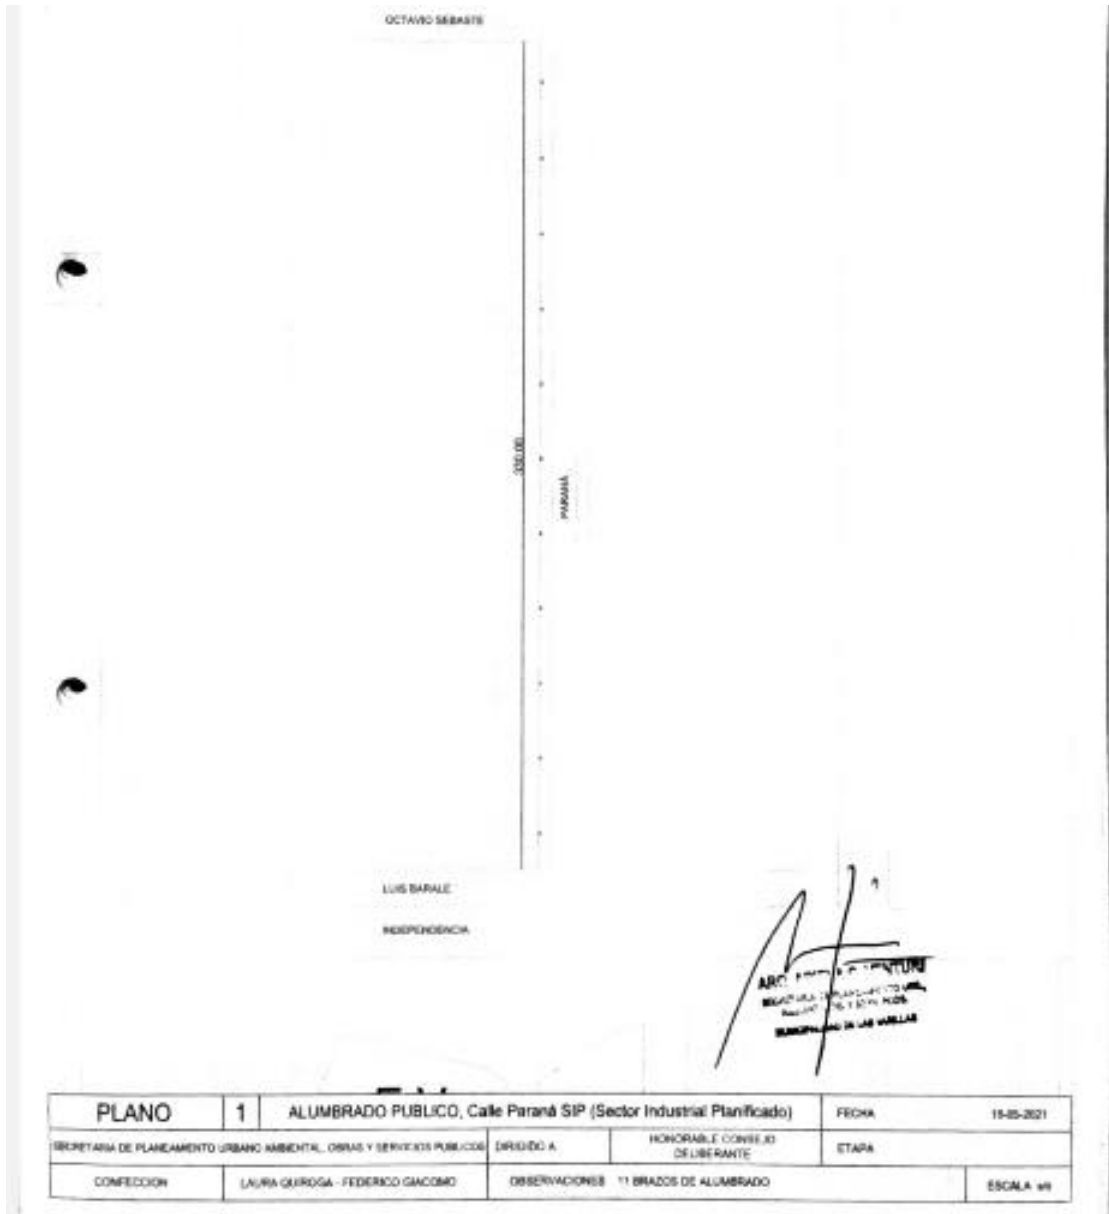 OCTAVIO SEBASTE
330.00
PARANÁ
LUIS BARALE
INDEPENDENCIA
MUNICIPALIDAD DE LAS VARILLAS
PLANO 1 ALUMBRADO PUBLICO, Calle Paraná SIP (Sector Industrial Planificado) FECHA 18-05-2021
SECRETARIA DE PLANEAMIENTO URBANO AMBIENTAL, OBRAS Y SERVICIOS PUBLICOS DIRIGIDO A HONORABLE CONSEJO DELIBERANTE ETAPA
CONFECCION LAURA QUIROGA - FEDERICO GIACOMO OBSERVACIONES 11 BRAZOS DE ALUMBRADO ESCALA s/e